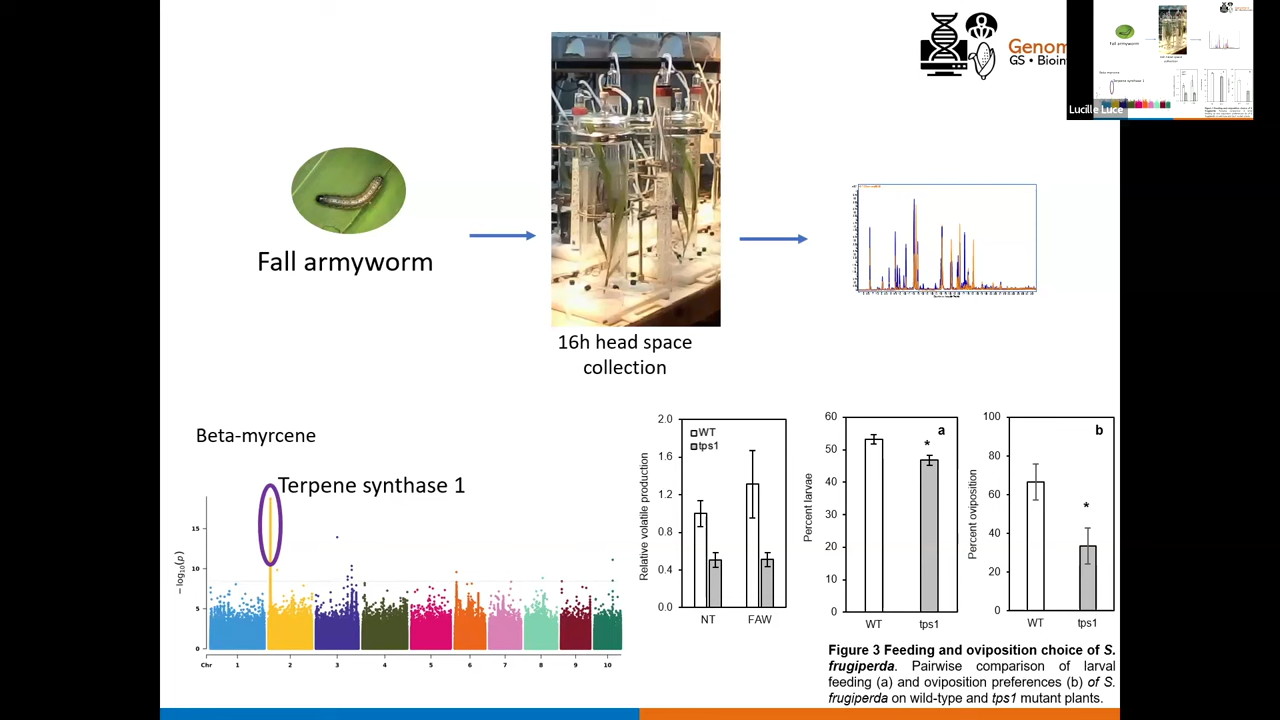 Genom
GS • Bioin
Lucille Luce
Fall armyworm
16h head space
collection
Beta-myrcene
Terpene synthase 1
−log₁₀(p)
15
10
5
0
Chr 1 2 3 4 5 6 7 8 9 10
Relative volatile production
2.0
1.6
1.2
0.8
0.4
0.0
WT
tps1
NT FAW
Percent larvae
60
50
40
30
20
10
0
a
*
WT tps1
Percent oviposition
100
80
60
40
20
0
b
*
WT tps1
Figure 3 Feeding and oviposition choice of S.
frugiperda. Pairwise comparison of larval
feeding (a) and oviposition preferences (b) of S.
frugiperda on wild-type and tps1 mutant plants.